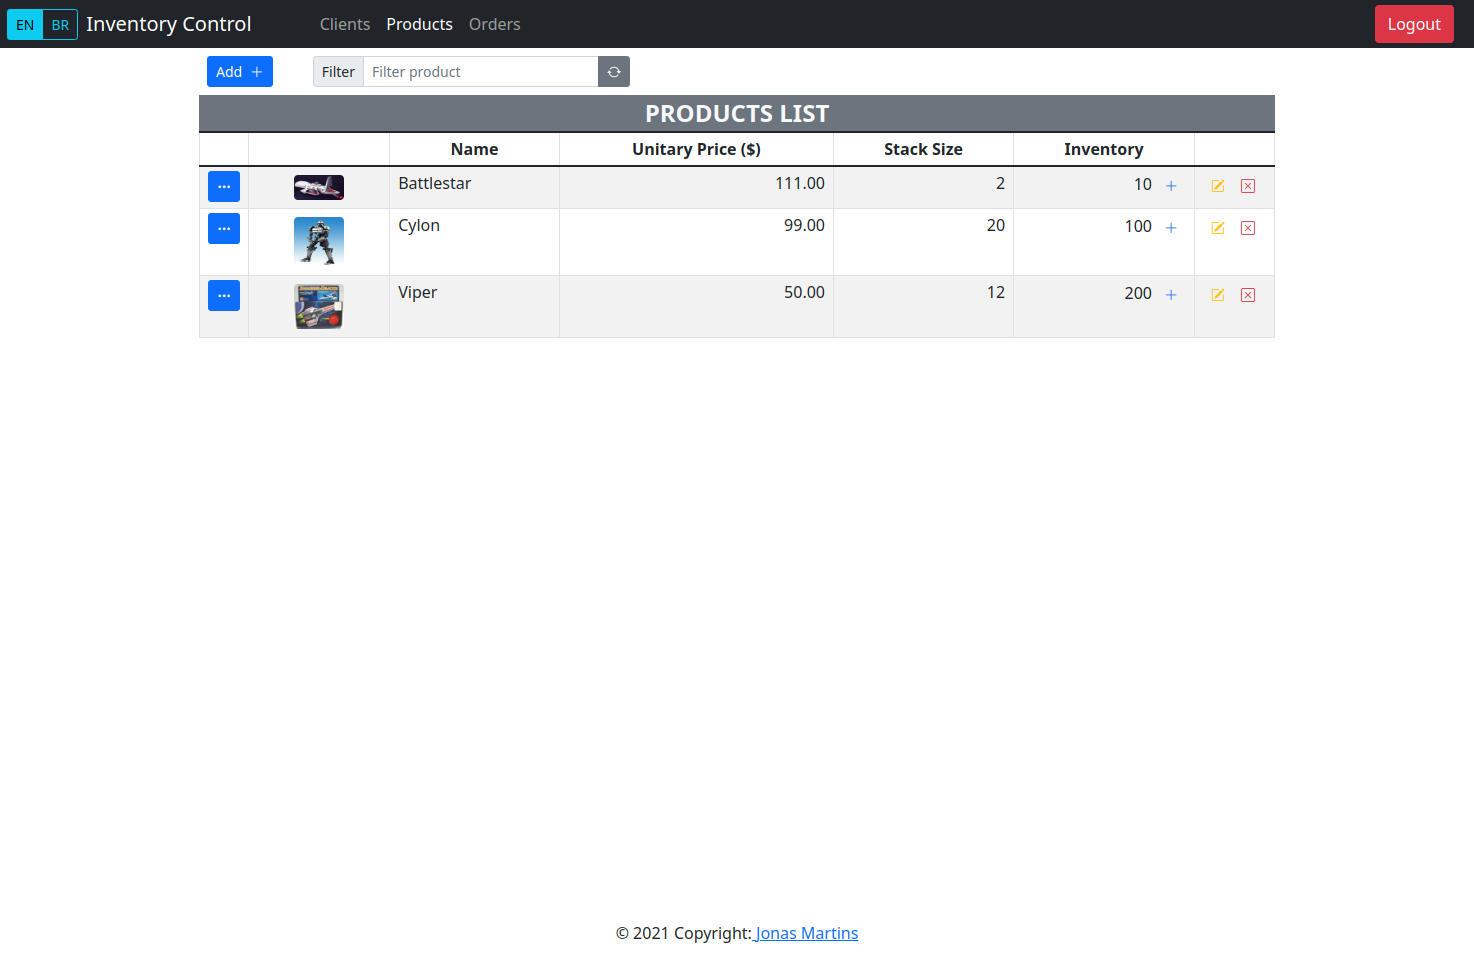 EN BR Inventory Control Clients Products Orders Logout
Add + Filter Filter product
PRODUCTS LIST
Name Unitary Price ($) Stack Size Inventory
... Battlestar 111.00 2 10 +
... Cylon 99.00 20 100 +
... Viper 50.00 12 200 +
© 2021 Copyright: Jonas Martins